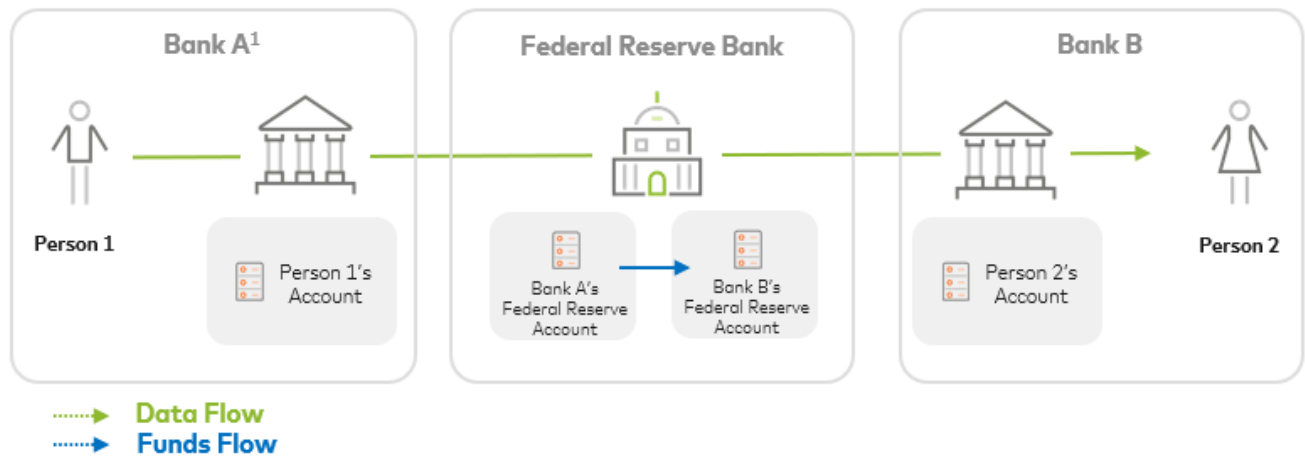 Bank A¹
Federal Reserve Bank
Bank B
Person 1
Person 1's
Account
Bank A's
Federal Reserve
Account
Bank B's
Federal Reserve
Account
Person 2's
Account
Person 2
Data Flow
Funds Flow